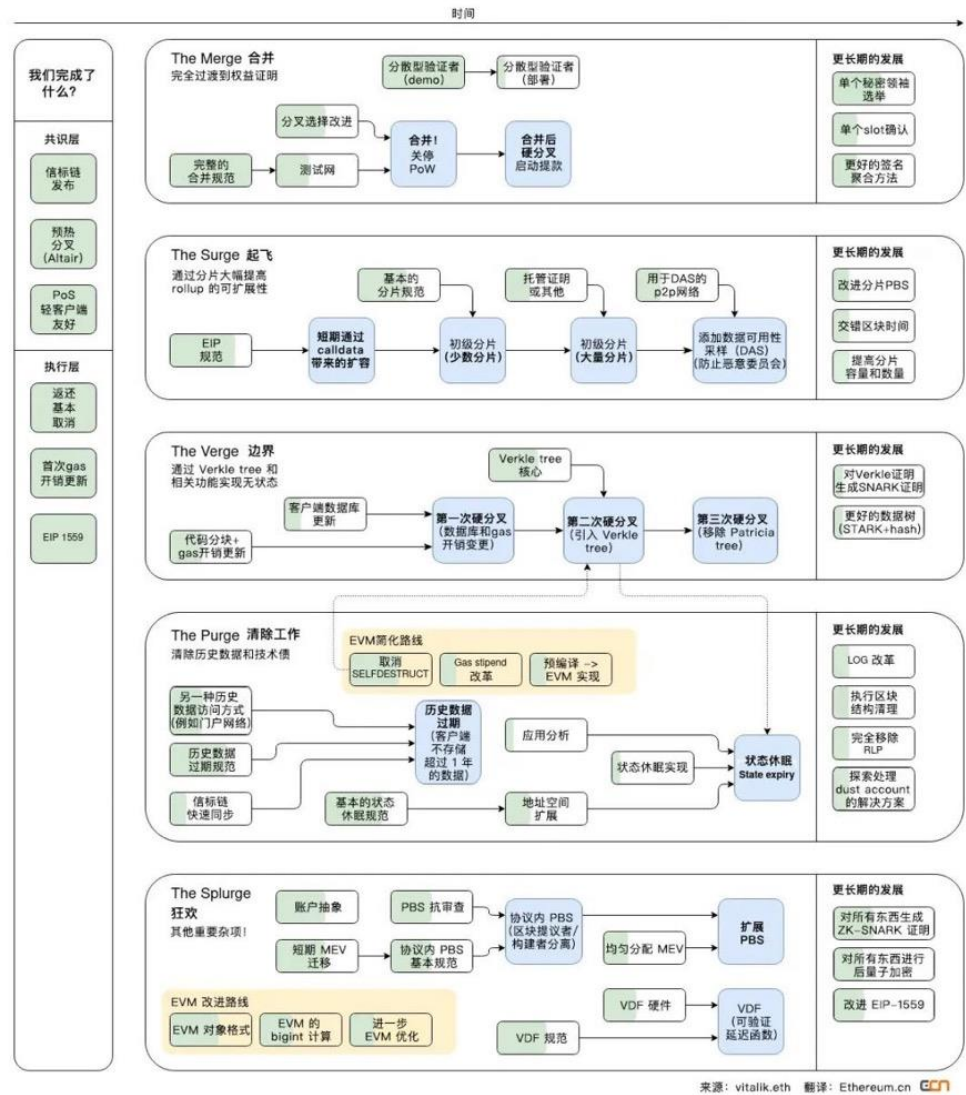 时间
我们完成了
什么?
共识层
信标链
发布
预热
分叉
(Altair)
PoS
轻客户端
友好
执行层
返还
基本
取消
首次gas
开销更新
EIP 1559
The Merge 合并
完全过渡到权益证明
分散型验证者
(demo)
分散型验证者
(部署)
分叉选择改进
完整的
合并规范
测试网
合并!
关停
PoW
合并后
硬分叉
启动提款
更长期的发展
单个秘密领袖
选举
单个slot确认
更好的签名
聚合方法
The Surge 起飞
通过分片大幅提高
rollup 的可扩展性
基本的
分片规范
托管证明
或其他
用于DAS的
p2p网络
EIP
规范
短期通过
calldata
带来的扩容
初级分片
(少数分片)
初级分片
(大量分片)
添加数据可用性
采样(DAS)
(防止恶意委员会)
更长期的发展
改进分片PBS
交错区块时间
提高分片
容量和数量
The Verge 边界
通过 Verkle tree 和
相关功能实现无状态
Verkle tree
核心
客户端数据库
更新
代码分块+
gas开销更新
第一次硬分叉
(数据库和gas
开销变更)
第二次硬分叉
(引入 Verkle
tree)
第三次硬分叉
(移除 Patricia
tree)
更长期的发展
对Verkle证明
生成SNARK证明
更好的数据树
(STARK+hash)
The Purge 清除工作
清除历史数据和技术债
EVM简化路线
取消
SELFDESTRUCT
Gas stipend
改革
预编译 ->
EVM 实现
另一种历史
数据访问方式
(例如门户网络)
历史数据
过期规范
信标链
快速同步
历史数据
过期
(客户端
不存储
超过 1 年
的数据)
基本的状态
休眠规范
应用分析
状态休眠实现
地址空间
扩展
状态休眠
State expiry
更长期的发展
LOG 改革
执行区块
结构清理
完全移除
RLP
探索处理
dust account
的解决方案
The Splurge
狂欢
其他重要杂项!
账户抽象
PBS 抗审查
短期 MEV
迁移
协议内 PBS
基本规范
协议内 PBS
(区块提议者/
构建者分离)
均匀分配 MEV
扩展
PBS
EVM 改进路线
EVM 对象格式
EVM 的
bigint 计算
进一步
EVM 优化
VDF 硬件
VDF 规范
VDF
(可验证
延迟函数)
更长期的发展
对所有东西生成
ZK-SNARK 证明
对所有东西进行
后量子加密
改进 EIP-1559
来源:vitalik.eth 翻译:Ethereum.cn ECN